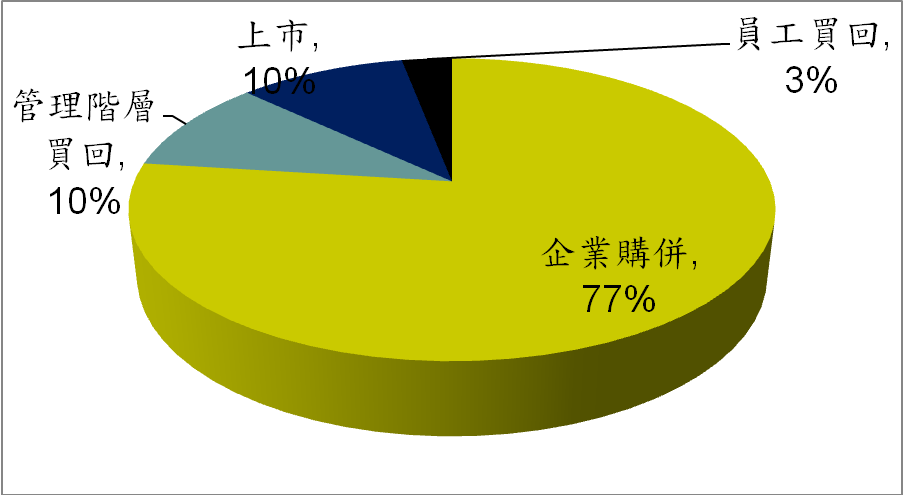 上市,
10%
員工買回,
3%
管理階層
買回,
10%
企業購併,
77%